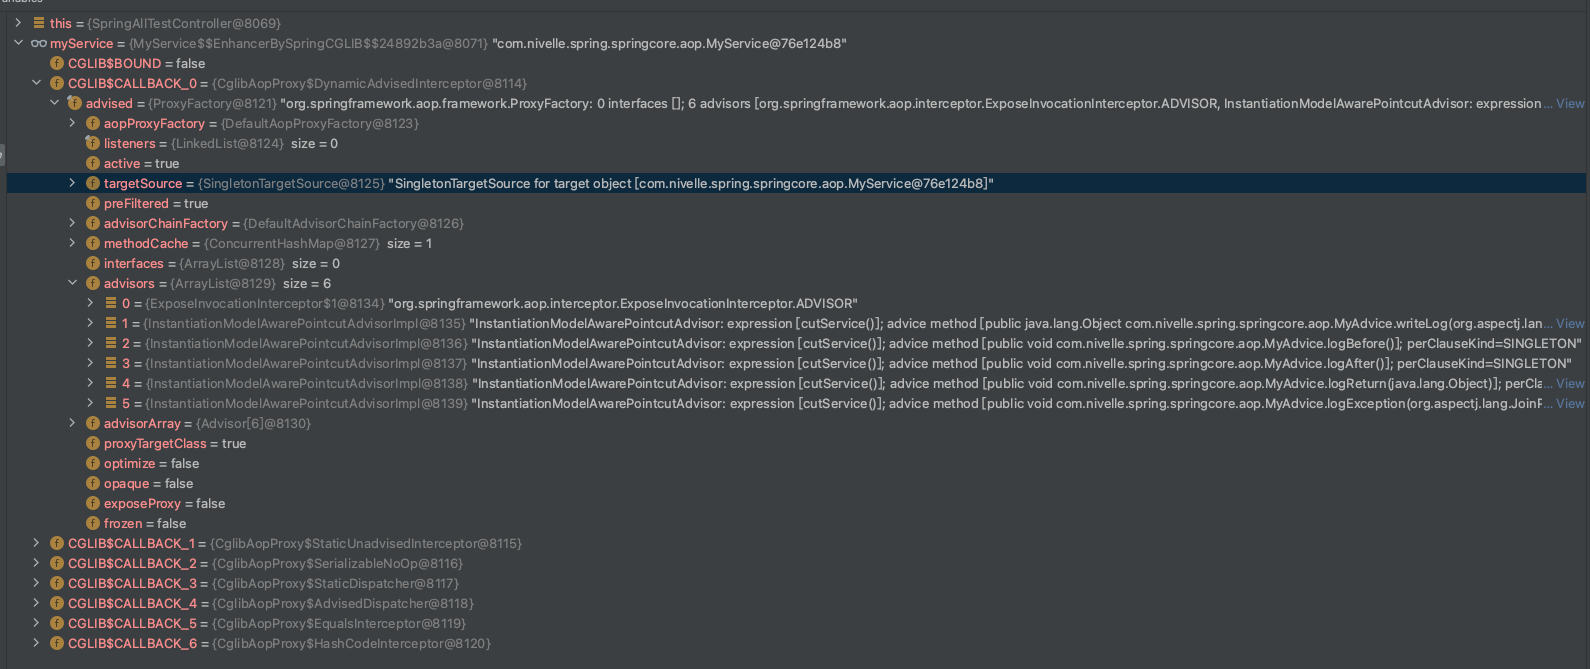 ariables
this = {SpringAllTestController@8069}
myService = {MyService$$EnhancerBySpringCGLIB$$24892b3a@8071} "com.nivelle.spring.springcore.aop.MyService@76e124b8"
CGLIB$BOUND = false
CGLIB$CALLBACK_0 = {CglibAopProxy$DynamicAdvisedInterceptor@8114}
advised = {ProxyFactory@8121} "org.springframework.aop.framework.ProxyFactory: 0 interfaces []; 6 advisors [org.springframework.aop.interceptor.ExposeInvocationInterceptor.ADVISOR, InstantiationModelAwarePointcutAdvisor: expression ... View
aopProxyFactory = {DefaultAopProxyFactory@8123}
listeners = {LinkedList@8124} size = 0
active = true
targetSource = {SingletonTargetSource@8125} "SingletonTargetSource for target object [com.nivelle.spring.springcore.aop.MyService@76e124b8]"
preFiltered = true
advisorChainFactory = {DefaultAdvisorChainFactory@8126}
methodCache = {ConcurrentHashMap@8127} size = 1
interfaces = {ArrayList@8128} size = 0
advisors = {ArrayList@8129} size = 6
0 = {ExposeInvocationInterceptor$1@8134} "org.springframework.aop.interceptor.ExposeInvocationInterceptor.ADVISOR"
1 = {InstantiationModelAwarePointcutAdvisorImpl@8135} "InstantiationModelAwarePointcutAdvisor: expression [cutService()]; advice method [public java.lang.Object com.nivelle.spring.springcore.aop.MyAdvice.writeLog(org.aspectj.lan... View
2 = {InstantiationModelAwarePointcutAdvisorImpl@8136} "InstantiationModelAwarePointcutAdvisor: expression [cutService()]; advice method [public void com.nivelle.spring.springcore.aop.MyAdvice.logBefore()]; perClauseKind=SINGLETON"
3 = {InstantiationModelAwarePointcutAdvisorImpl@8137} "InstantiationModelAwarePointcutAdvisor: expression [cutService()]; advice method [public void com.nivelle.spring.springcore.aop.MyAdvice.logAfter()]; perClauseKind=SINGLETON"
4 = {InstantiationModelAwarePointcutAdvisorImpl@8138} "InstantiationModelAwarePointcutAdvisor: expression [cutService()]; advice method [public void com.nivelle.spring.springcore.aop.MyAdvice.logReturn(java.lang.Object)]; perCla... View
5 = {InstantiationModelAwarePointcutAdvisorImpl@8139} "InstantiationModelAwarePointcutAdvisor: expression [cutService()]; advice method [public void com.nivelle.spring.springcore.aop.MyAdvice.logException(org.aspectj.lang.JoinP... View
advisorArray = {Advisor[6]@8130}
proxyTargetClass = true
optimize = false
opaque = false
exposeProxy = false
frozen = false
CGLIB$CALLBACK_1 = {CglibAopProxy$StaticUnadvisedInterceptor@8115}
CGLIB$CALLBACK_2 = {CglibAopProxy$SerializableNoOp@8116}
CGLIB$CALLBACK_3 = {CglibAopProxy$StaticDispatcher@8117}
CGLIB$CALLBACK_4 = {CglibAopProxy$AdvisedDispatcher@8118}
CGLIB$CALLBACK_5 = {CglibAopProxy$EqualsInterceptor@8119}
CGLIB$CALLBACK_6 = {CglibAopProxy$HashCodeInterceptor@8120}